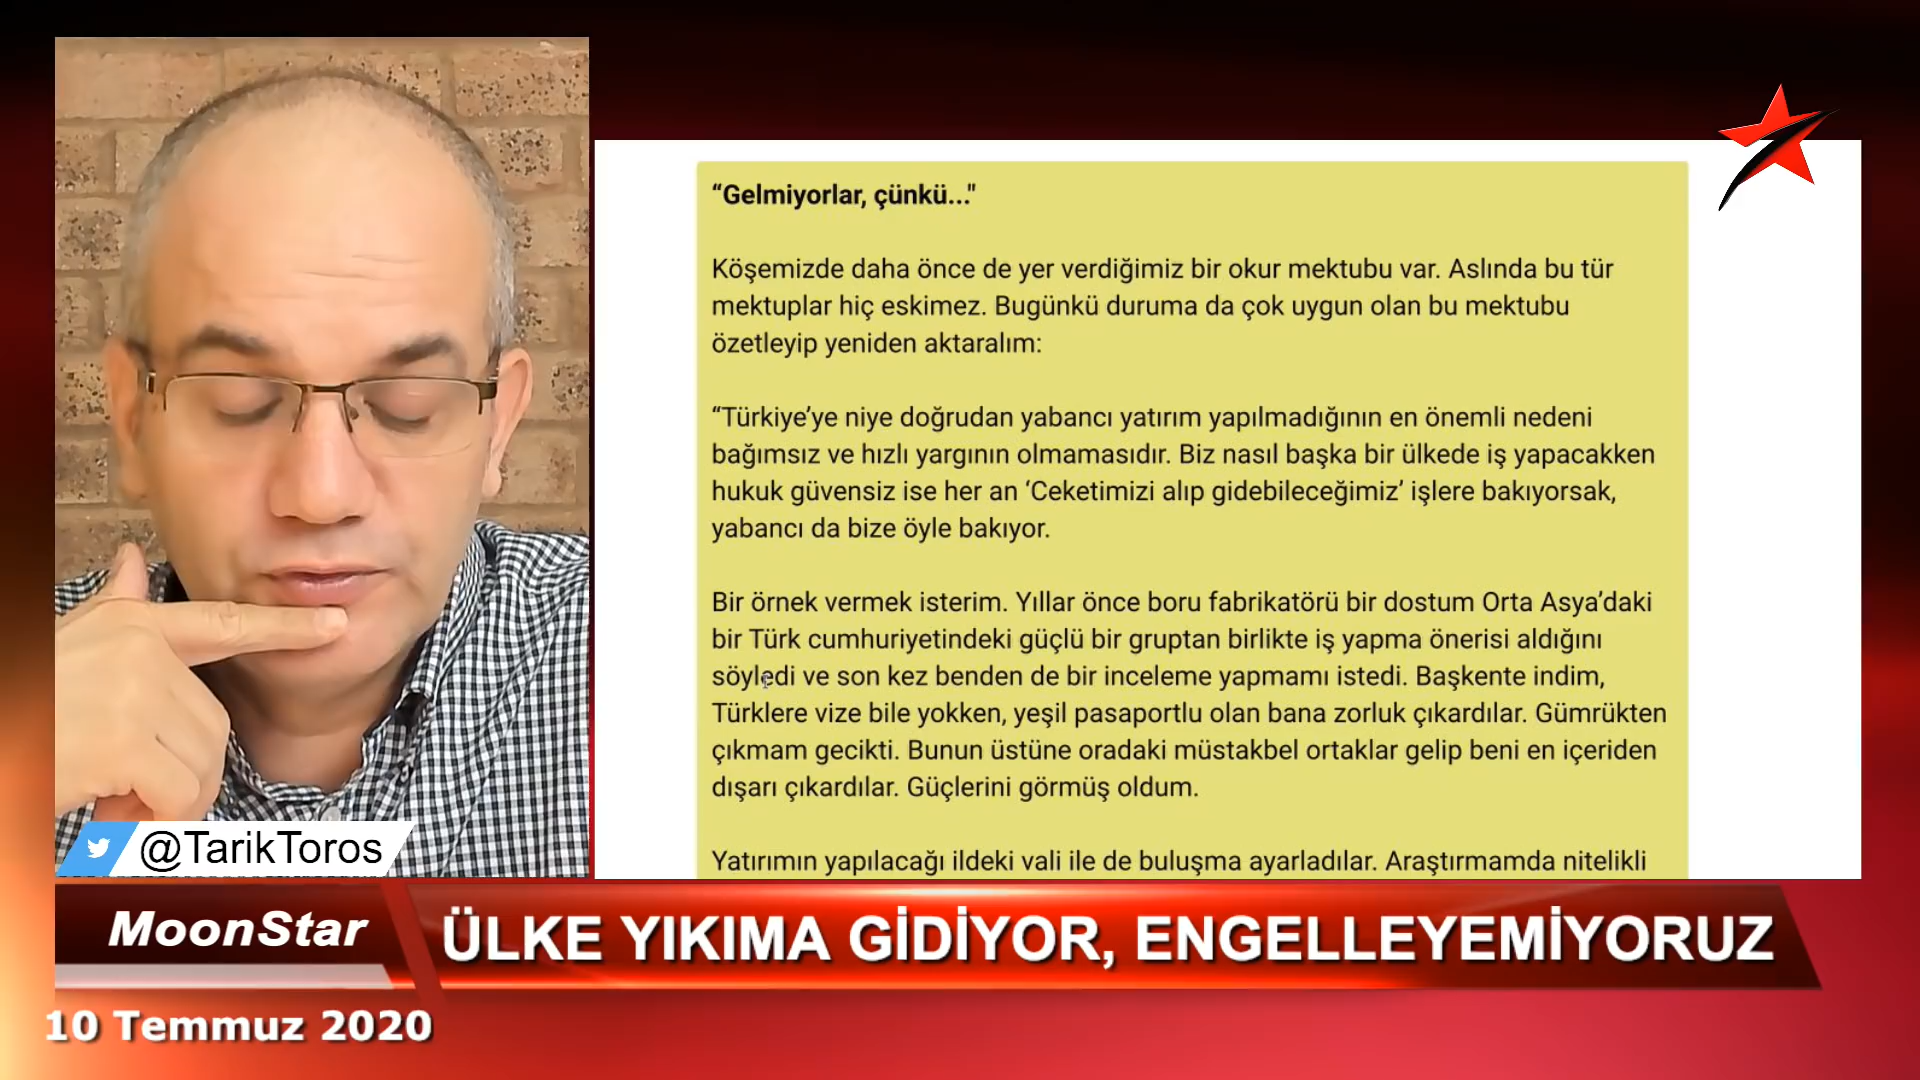 “Gelmiyorlar, çünkü..."
Köşemizde daha önce de yer verdiğimiz bir okur mektubu var. Aslında bu tür
mektuplar hiç eskimez. Bugünkü duruma da çok uygun olan bu mektubu
özetleyip yeniden aktaralım:
“Türkiye’ye niye doğrudan yabancı yatırım yapılmadığının en önemli nedeni
bağımsız ve hızlı yargının olmamasıdır. Biz nasıl başka bir ülkede iş yapacakken
hukuk güvensiz ise her an ‘Ceketimizi alıp gidebileceğimiz’ işlere bakıyorsak,
yabancı da bize öyle bakıyor.
Bir örnek vermek isterim. Yıllar önce boru fabrikatörü bir dostum Orta Asya’daki
bir Türk cumhuriyetindeki güçlü bir gruptan birlikte iş yapma önerisi aldığını
söyledi ve son kez benden de bir inceleme yapmamı istedi. Başkente indim,
Türklere vize bile yokken, yeşil pasaportlu olan bana zorluk çıkardılar. Gümrükten
çıkmam gecikti. Bunun üstüne oradaki müstakbel ortaklar gelip beni en içeriden
dışarı çıkardılar. Güçlerini görmüş oldum.
Yatırımın yapılacağı ildeki vali ile de buluşma ayarladılar. Araştırmamda nitelikli
@TarikToros
MoonStar
ÜLKE YIKIMA GİDİYOR, ENGELLEYEMİYORUZ
10 Temmuz 2020